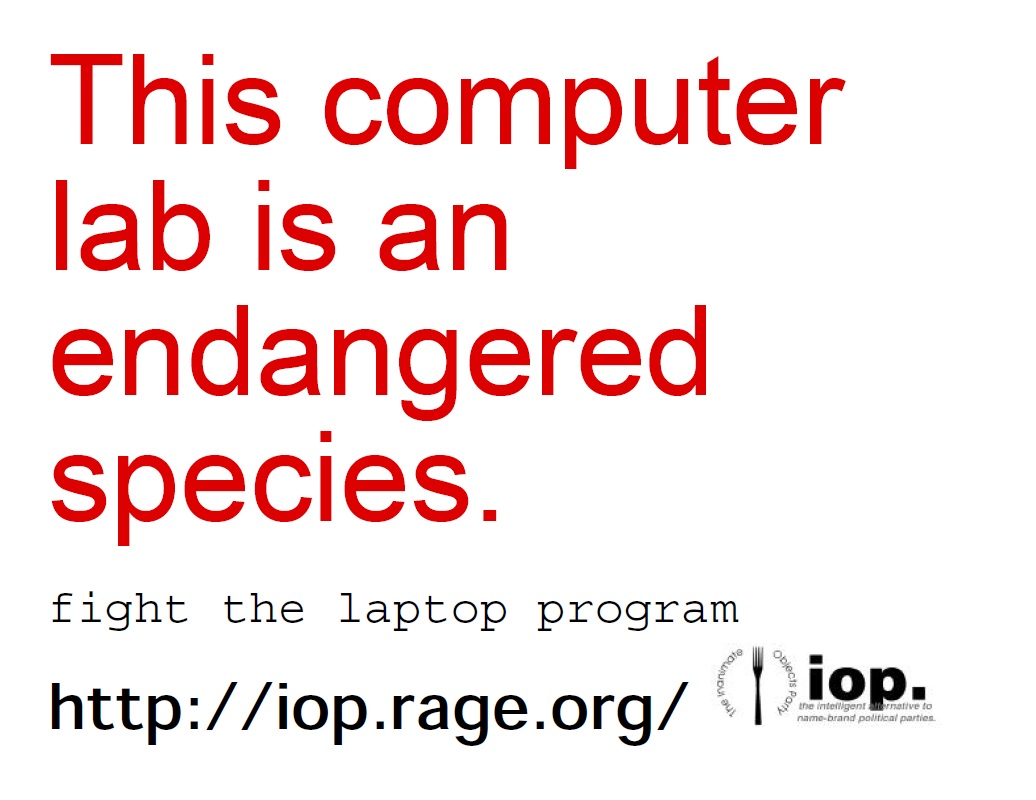 This computer
lab is an
endangered
species.
fight the laptop program
http://iop.rage.org/
The Inanimate Objects Party
iop.
the intelligent alternative to
name-brand political parties.